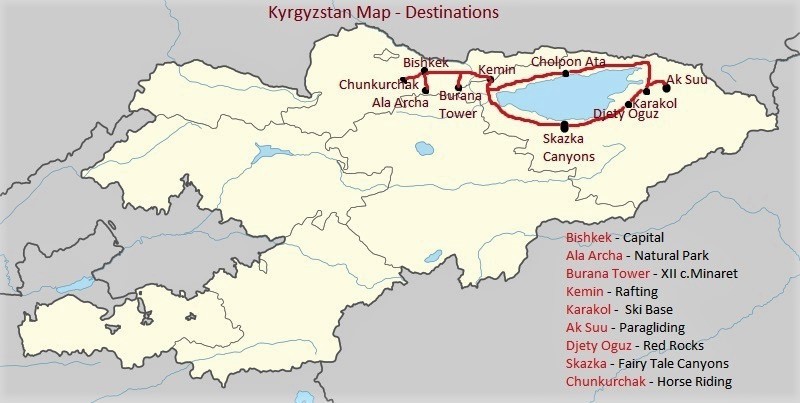 Kyrgyzstan Map - Destinations
Bishkek
Cholpon Ata
Kemin
Chunkurchak
Ak Suu
Ala Archa
Burana
Tower
Karakol
Djety Oguz
Skazka
Canyons
Bishkek - Capital
Ala Archa - Natural Park
Burana Tower - XII c.Minaret
Kemin - Rafting
Karakol - Ski Base
Ak Suu - Paragliding
Djety Oguz - Red Rocks
Skazka - Fairy Tale Canyons
Chunkurchak - Horse Riding